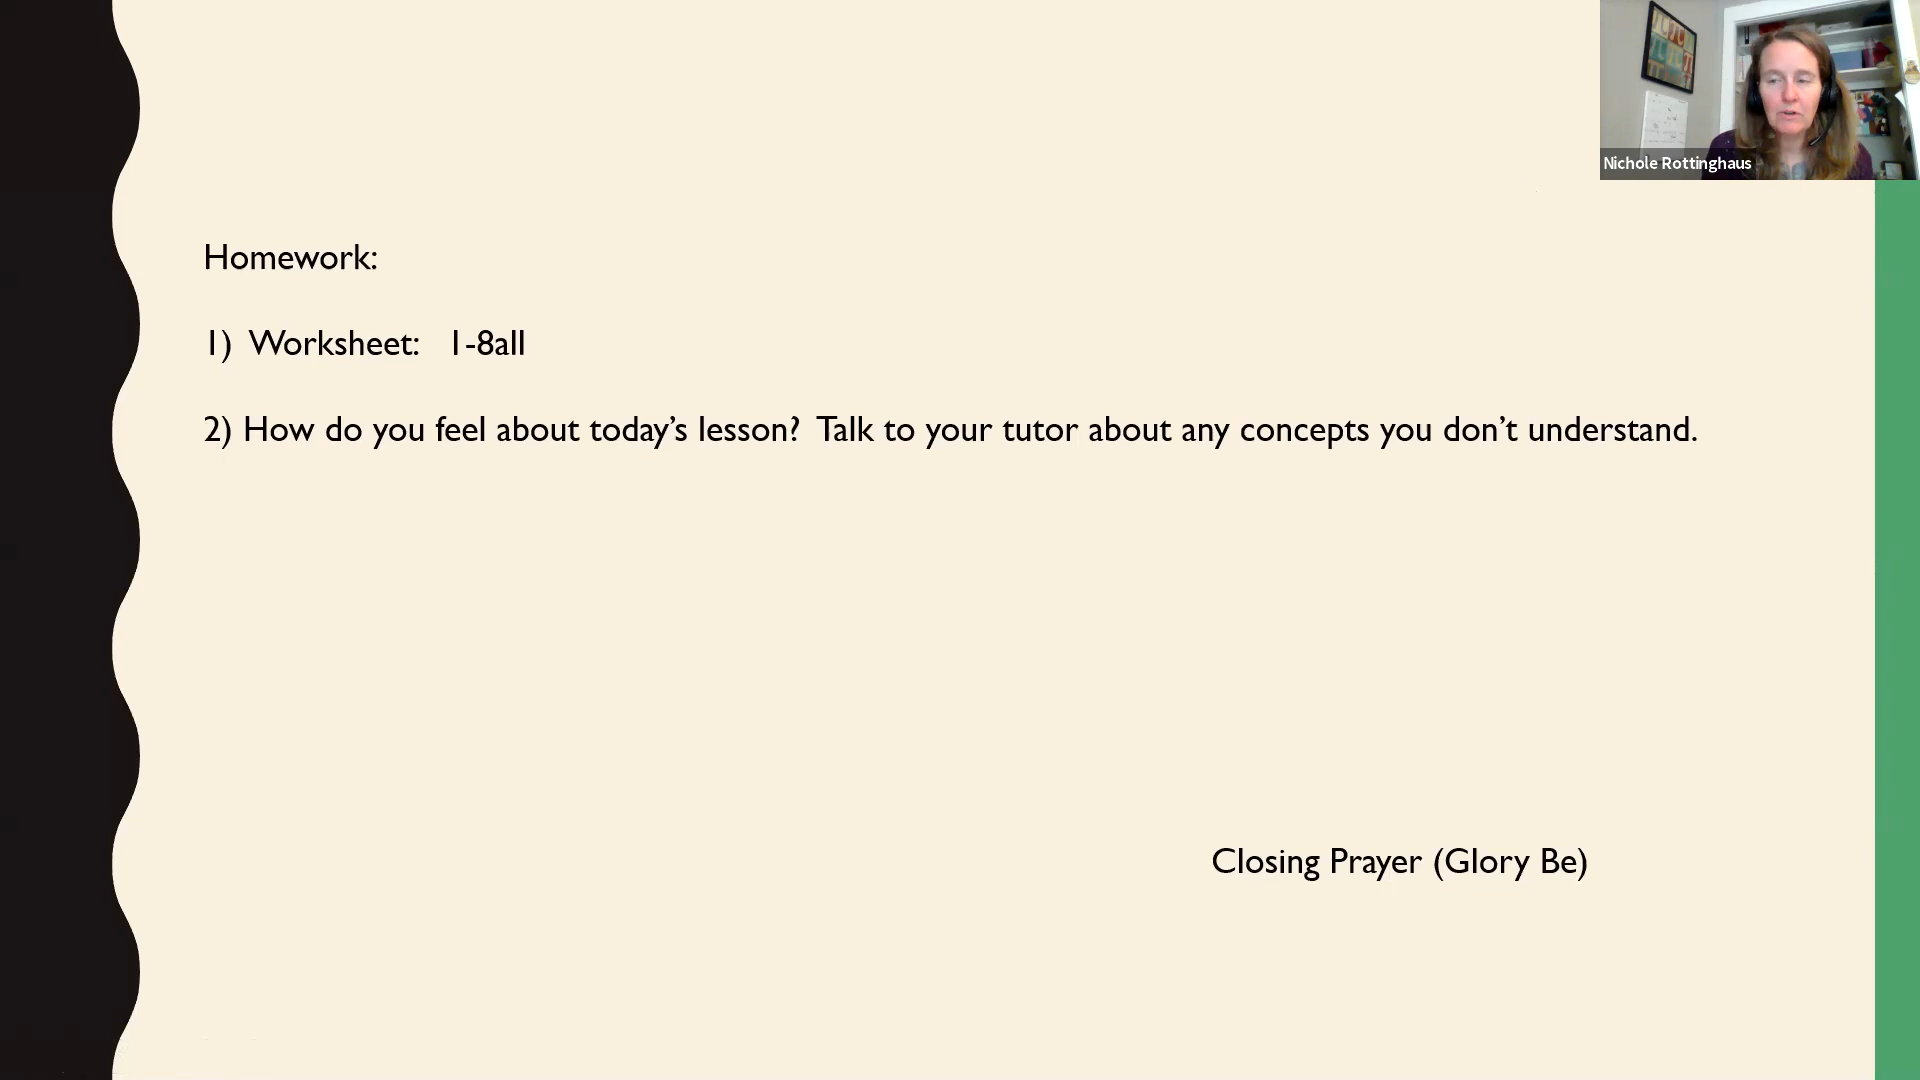 Nichole Rottinghaus
Homework:
1) Worksheet: 1-8all
2) How do you feel about today’s lesson? Talk to your tutor about any concepts you don’t understand.
Closing Prayer (Glory Be)